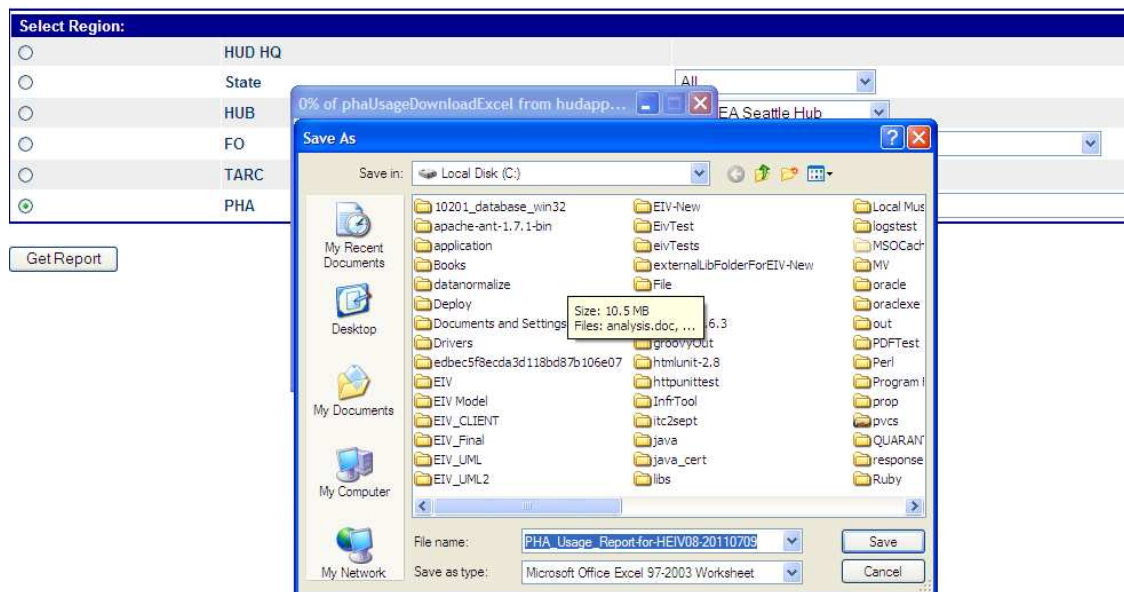 Select Region:
HUD HQ
State
All
HUB
EA Seattle Hub
FO
TARC
PHA
Get Report
0% of phaUsageDownloadExcel from hudapp...
Save As
Save in:
Local Disk (C:)
My Recent Documents
Desktop
My Documents
My Computer
My Network
10201_database_win32
apache-ant-1.7.1-bin
application
Books
datanormalize
Deploy
Documents and Settings
Drivers
edbec5f8ecda3d118bd87b106e07
EIV
EIV Model
EIV_CLIENT
EIV_Final
EIV_UML
EIV_UML2
EIV-New
EivTest
eivTests
externalLibFolderForEIV-New
File
.6.3
groovyOut
htmlunit-2.8
httpunittest
InfrTool
itc2sept
java
java_cert
libs
Local Mus
logstest
MSOCach
MV
oracle
oraclexe
out
PDFTest
Perl
Program
prop
pvcs
QUARAN
response
Ruby
Size: 10.5 MB
Files: analysis.doc, ...
File name:
PHA_Usage_Report-for-HEIV08-20110709
Save
Save as type:
Microsoft Office Excel 97-2003 Worksheet
Cancel